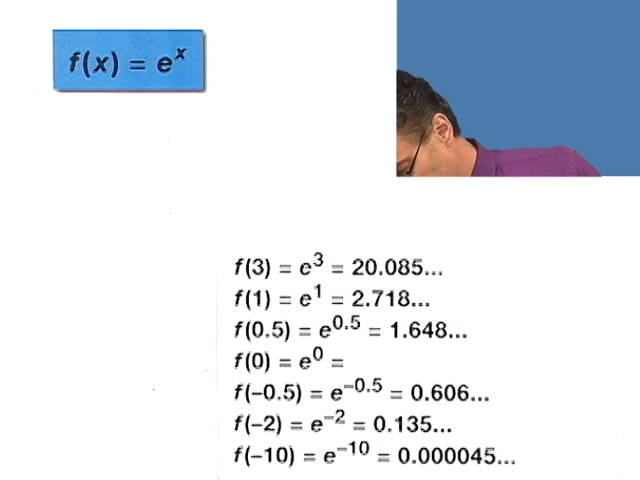 f(x) = e^x
f(3) = e^3 = 20.085...
f(1) = e^1 = 2.718...
f(0.5) = e^0.5 = 1.648...
f(0) = e^0 =
f(−0.5) = e^−0.5 = 0.606...
f(−2) = e^−2 = 0.135...
f(−10) = e^−10 = 0.000045...